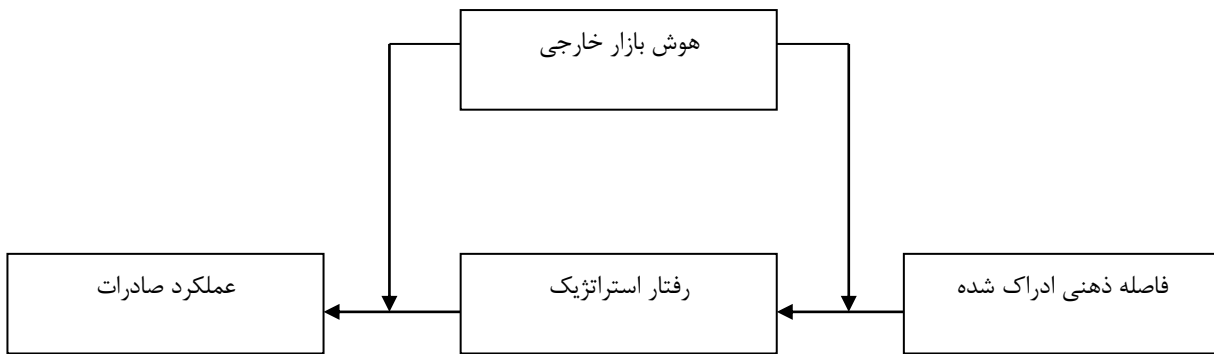 هوش بازار خارجی
فاصله ذهنی ادراک شده
رفتار استراتژیک
عملکرد صادرات